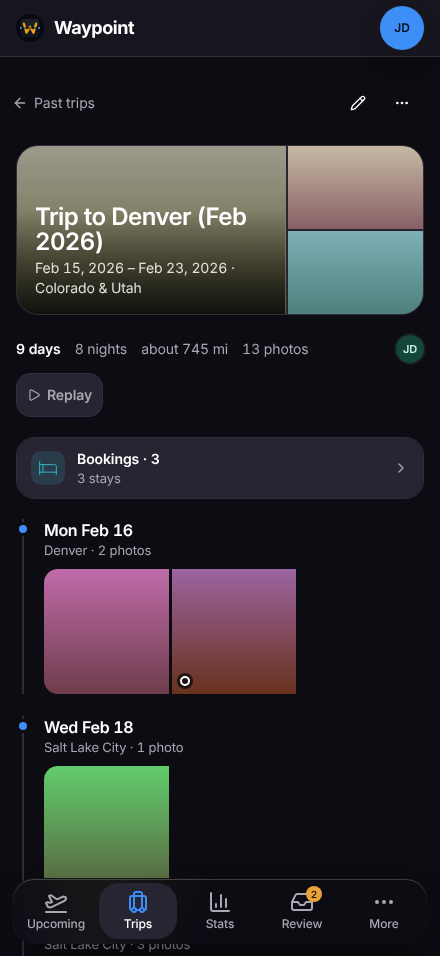 Waypoint
JD
Past trips
Trip to Denver (Feb
2026)
Feb 15, 2026 – Feb 23, 2026 ·
Colorado & Utah
9 days 8 nights about 745 mi 13 photos
JD
Replay
Bookings · 3
3 stays
Mon Feb 16
Denver · 2 photos
Wed Feb 18
Salt Lake City · 1 photo
2
Upcoming Trips Stats Review More
Salt Lake City · 3 photos